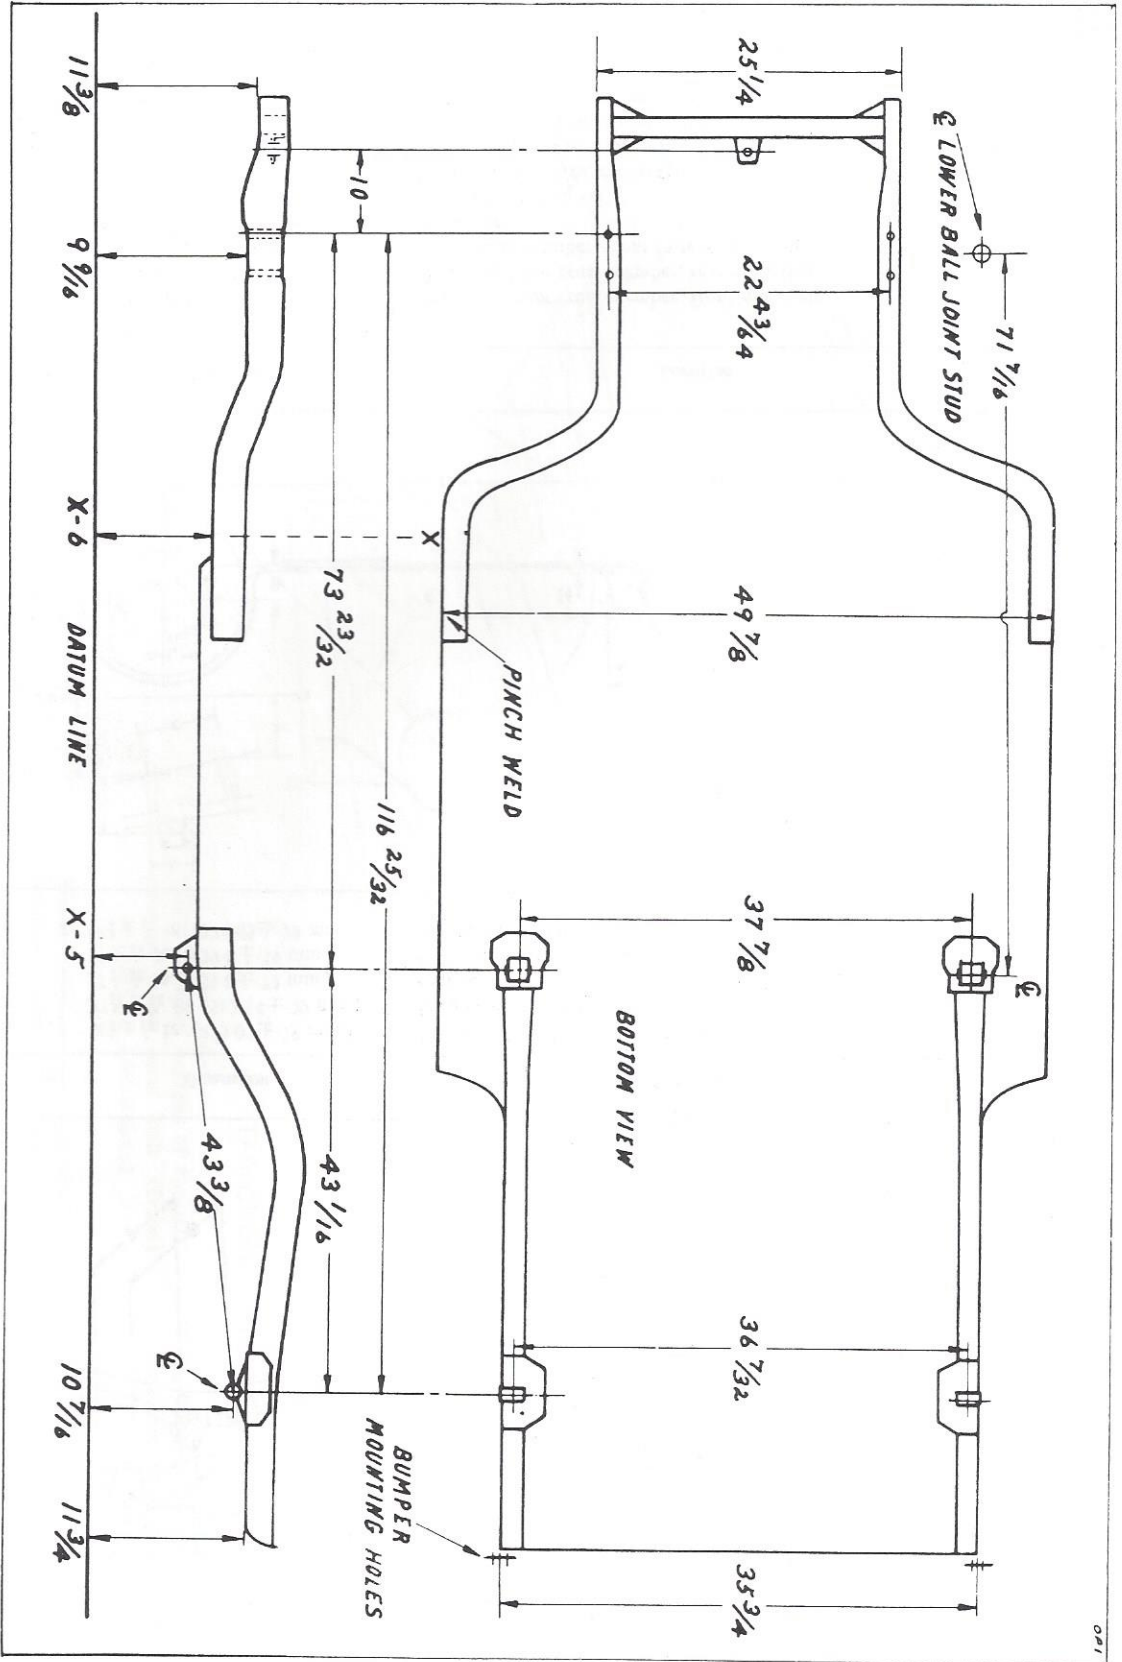 OPI
25 1/4
℄ LOWER BALL JOINT STUD
71 7/16
22 43/64
49 7/8
PINCH WELD
37 7/8
℄
BOTTOM VIEW
36 7/32
35 3/4
BUMPER
MOUNTING HOLES
10
X
73 23/32
116 25/32
43 1/16
43 3/8
℄
℄
11 3/8
9 9/16
X-6
DATUM LINE
X-5
10 7/16
11 3/4